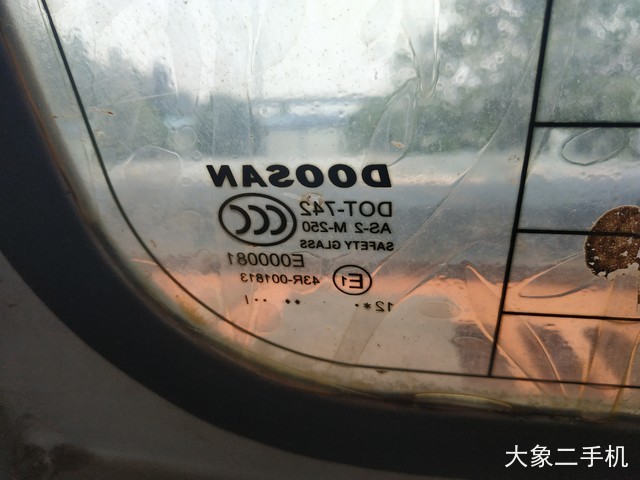 DOOSAN
DOT-742
AS-2 M-250
SAFETY GLASS
CCC
E000081
43R-001813
E1
12*
大象二手机